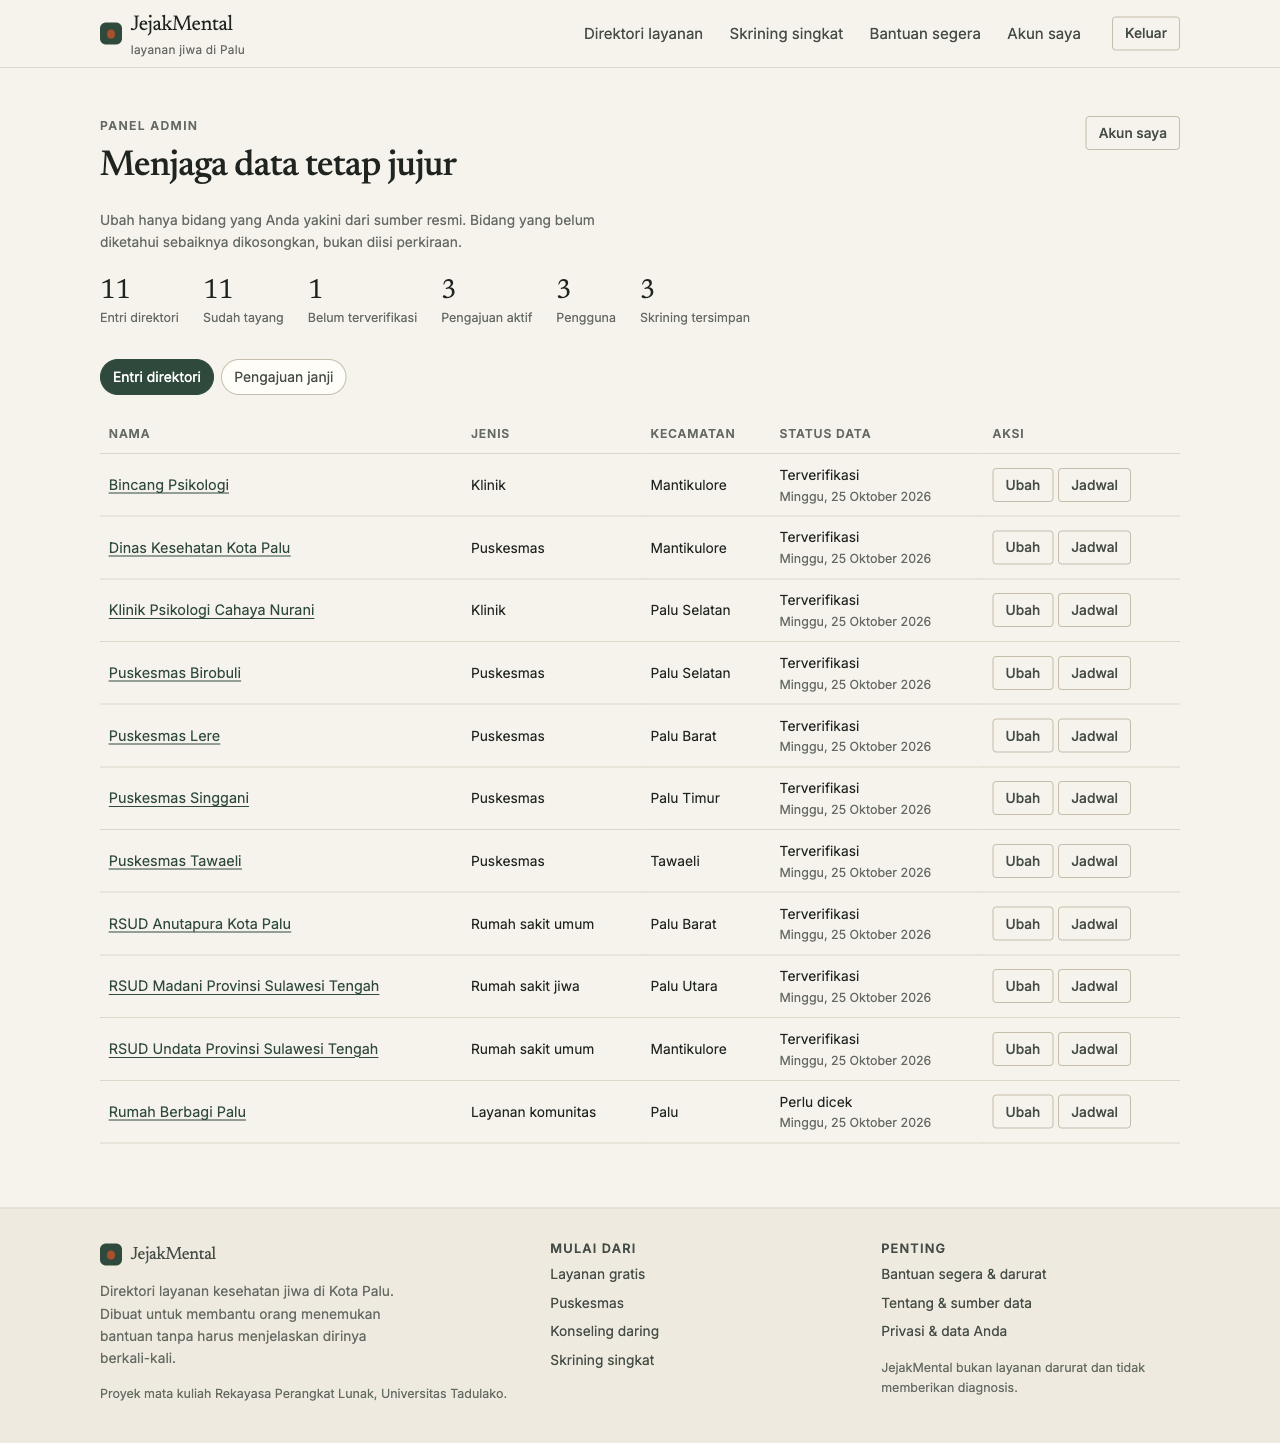 JejakMental
layanan jiwa di Palu
Direktori layanan
Skrining singkat
Bantuan segera
Akun saya
Keluar
PANEL ADMIN
Akun saya
Menjaga data tetap jujur
Ubah hanya bidang yang Anda yakini dari sumber resmi. Bidang yang belum
diketahui sebaiknya dikosongkan, bukan diisi perkiraan.
11 11 1 3 3 3
Entri direktori Sudah tayang Belum terverifikasi Pengajuan aktif Pengguna Skrining tersimpan
Entri direktori Pengajuan janji
NAMA JENIS KECAMATAN STATUS DATA AKSI
Bincang Psikologi Klinik Mantikulore Terverifikasi
Minggu, 25 Oktober 2026 Ubah Jadwal
Dinas Kesehatan Kota Palu Puskesmas Mantikulore Terverifikasi
Minggu, 25 Oktober 2026 Ubah Jadwal
Klinik Psikologi Cahaya Nurani Klinik Palu Selatan Terverifikasi
Minggu, 25 Oktober 2026 Ubah Jadwal
Puskesmas Birobuli Puskesmas Palu Selatan Terverifikasi
Minggu, 25 Oktober 2026 Ubah Jadwal
Puskesmas Lere Puskesmas Palu Barat Terverifikasi
Minggu, 25 Oktober 2026 Ubah Jadwal
Puskesmas Singgani Puskesmas Palu Timur Terverifikasi
Minggu, 25 Oktober 2026 Ubah Jadwal
Puskesmas Tawaeli Puskesmas Tawaeli Terverifikasi
Minggu, 25 Oktober 2026 Ubah Jadwal
RSUD Anutapura Kota Palu Rumah sakit umum Palu Barat Terverifikasi
Minggu, 25 Oktober 2026 Ubah Jadwal
RSUD Madani Provinsi Sulawesi Tengah Rumah sakit jiwa Palu Utara Terverifikasi
Minggu, 25 Oktober 2026 Ubah Jadwal
RSUD Undata Provinsi Sulawesi Tengah Rumah sakit umum Mantikulore Terverifikasi
Minggu, 25 Oktober 2026 Ubah Jadwal
Rumah Berbagi Palu Layanan komunitas Palu Perlu dicek
Minggu, 25 Oktober 2026 Ubah Jadwal
JejakMental
Direktori layanan kesehatan jiwa di Kota Palu.
Dibuat untuk membantu orang menemukan
bantuan tanpa harus menjelaskan dirinya
berkali-kali.
Proyek mata kuliah Rekayasa Perangkat Lunak, Universitas Tadulako.
MULAI DARI
Layanan gratis
Puskesmas
Konseling daring
Skrining singkat
PENTING
Bantuan segera & darurat
Tentang & sumber data
Privasi & data Anda
JejakMental bukan layanan darurat dan tidak
memberikan diagnosis.